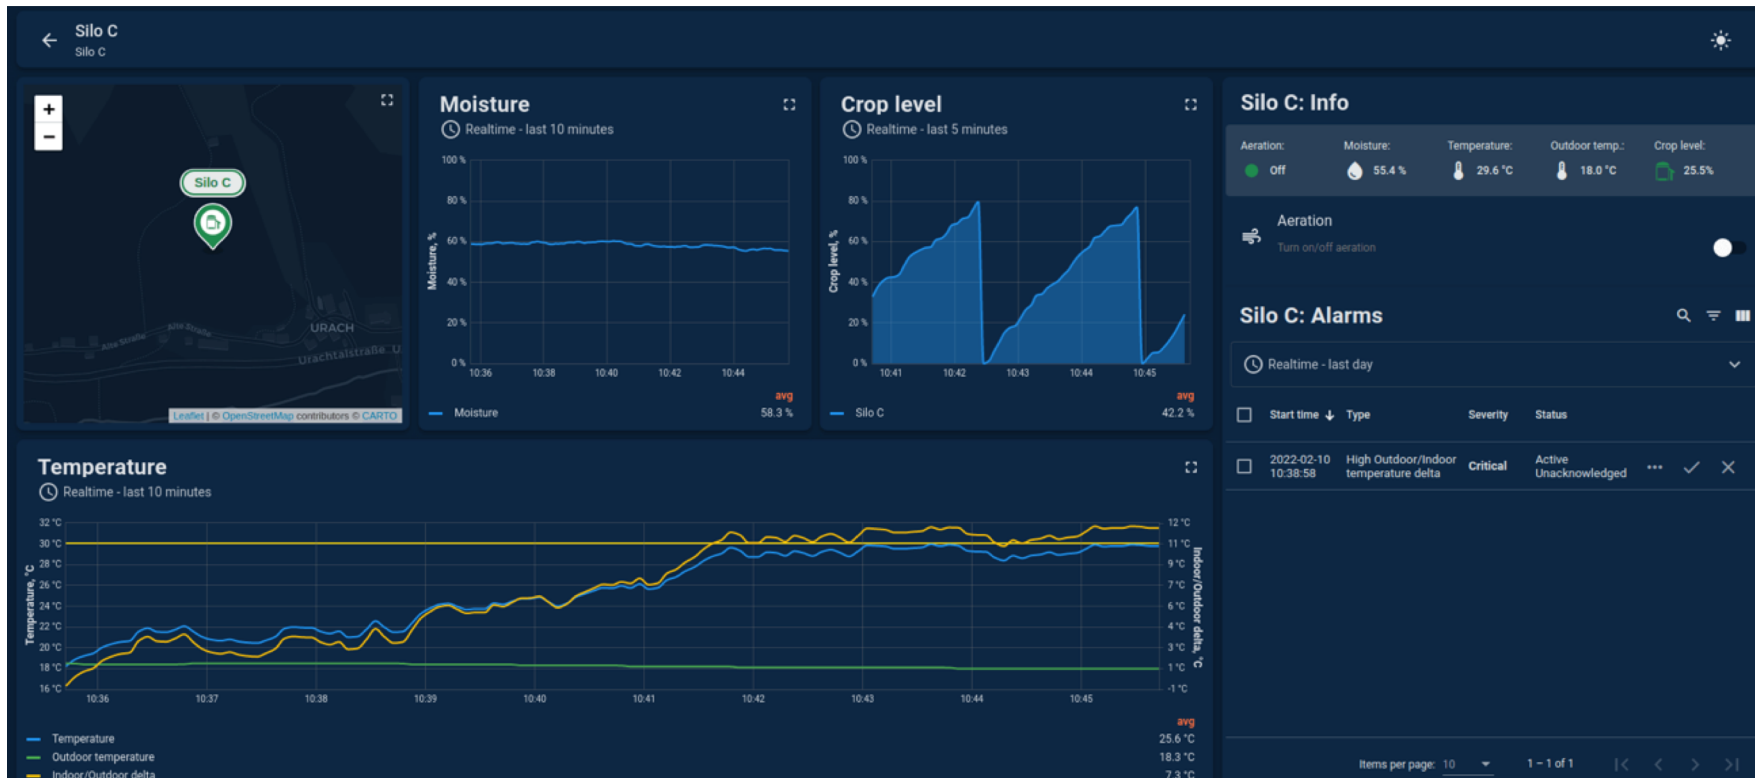 Silo C
Silo C
+
−
Silo C
Alte Straße
Alte Straße
URACH
Urachtalstraße U
Leaflet | © OpenStreetMap contributors © CARTO
Moisture
Realtime - last 10 minutes
100 %
80 %
60 %
40 %
20 %
0 %
Moisture, %
10:36 10:38 10:40 10:42 10:44
avg
Moisture 58.3 %
Crop level
Realtime - last 5 minutes
100 %
80 %
60 %
40 %
20 %
0 %
Crop level, %
10:41 10:42 10:43 10:44 10:45
avg
Silo C 42.2 %
Silo C: Info
Aeration: Moisture: Temperature: Outdoor temp.: Crop level:
Off 55.4 % 29.6 °C 18.0 °C 25.5%
Aeration
Turn on/off aeration
Silo C: Alarms
Realtime - last day
Start time Type Severity Status
2022-02-10 High Outdoor/Indoor Critical Active
10:38:58 temperature delta Unacknowledged
Items per page: 10 1 – 1 of 1
Temperature
Realtime - last 10 minutes
32 °C
30 °C
28 °C
26 °C
24 °C
22 °C
20 °C
18 °C
16 °C
Temperature, °C
12 °C
11 °C
9 °C
7 °C
6 °C
4 °C
3 °C
1 °C
-1 °C
Indoor/Outdoor delta, °C
10:36 10:37 10:38 10:39 10:40 10:41 10:42 10:43 10:44 10:45
avg
Temperature 25.6 °C
Outdoor temperature 18.3 °C
Indoor/Outdoor delta 7.3 °C